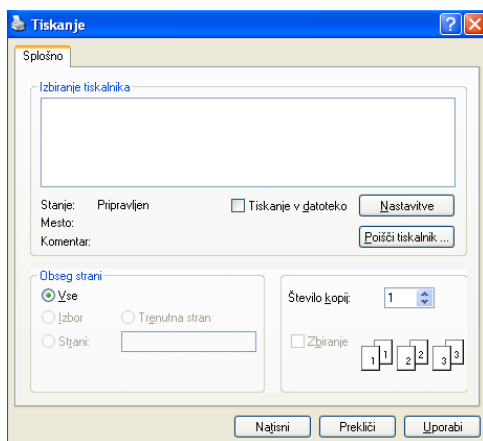 Tiskanje
Splošno
Izbiranje tiskalnika
Stanje: Pripravljen
Mesto:
Komentar:
Tiskanje v datoteko
Nastavitve
Poišči tiskalnik ...
Obseg strani
Vse
Izbor Trenutna stran
Strani:
Število kopij: 1
Zbiranje
1 1 2 2 3 3
Natisni Prekliči Uporabi